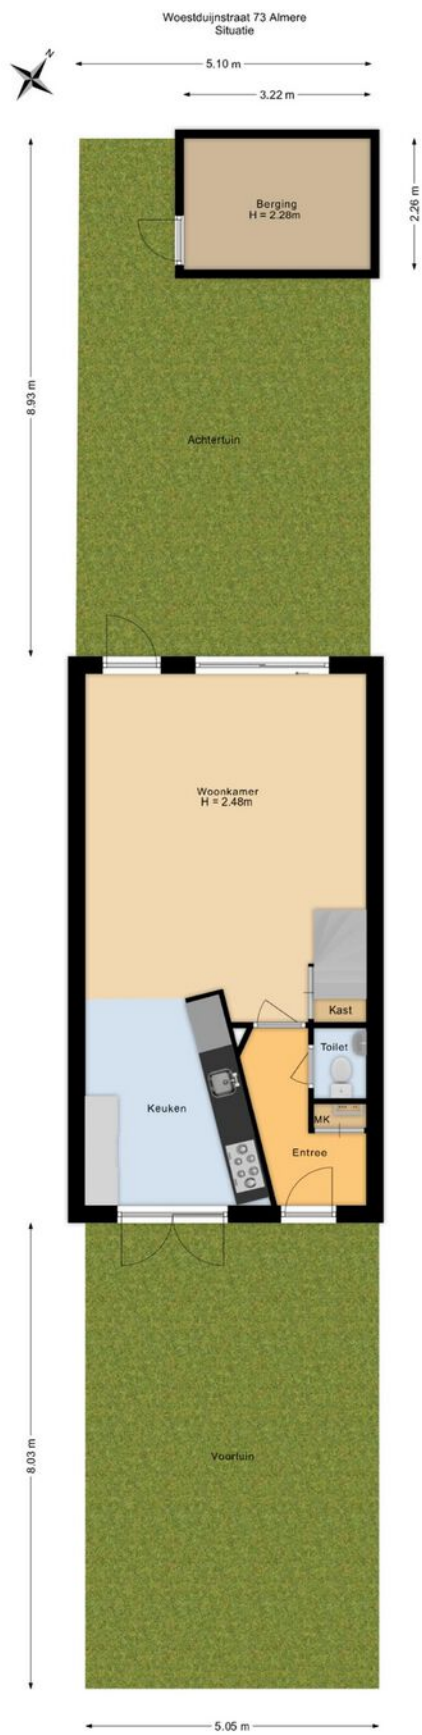 Woestduijnstraat 73 Almere
Situatie
N
5.10 m
3.22 m
Berging
H = 2.28m
2.26 m
8.93 m
Achtertuin
Woonkamer
H = 2.48m
Kast
Toilet
Keuken
MK
Entree
8.03 m
Voortuin
5.05 m